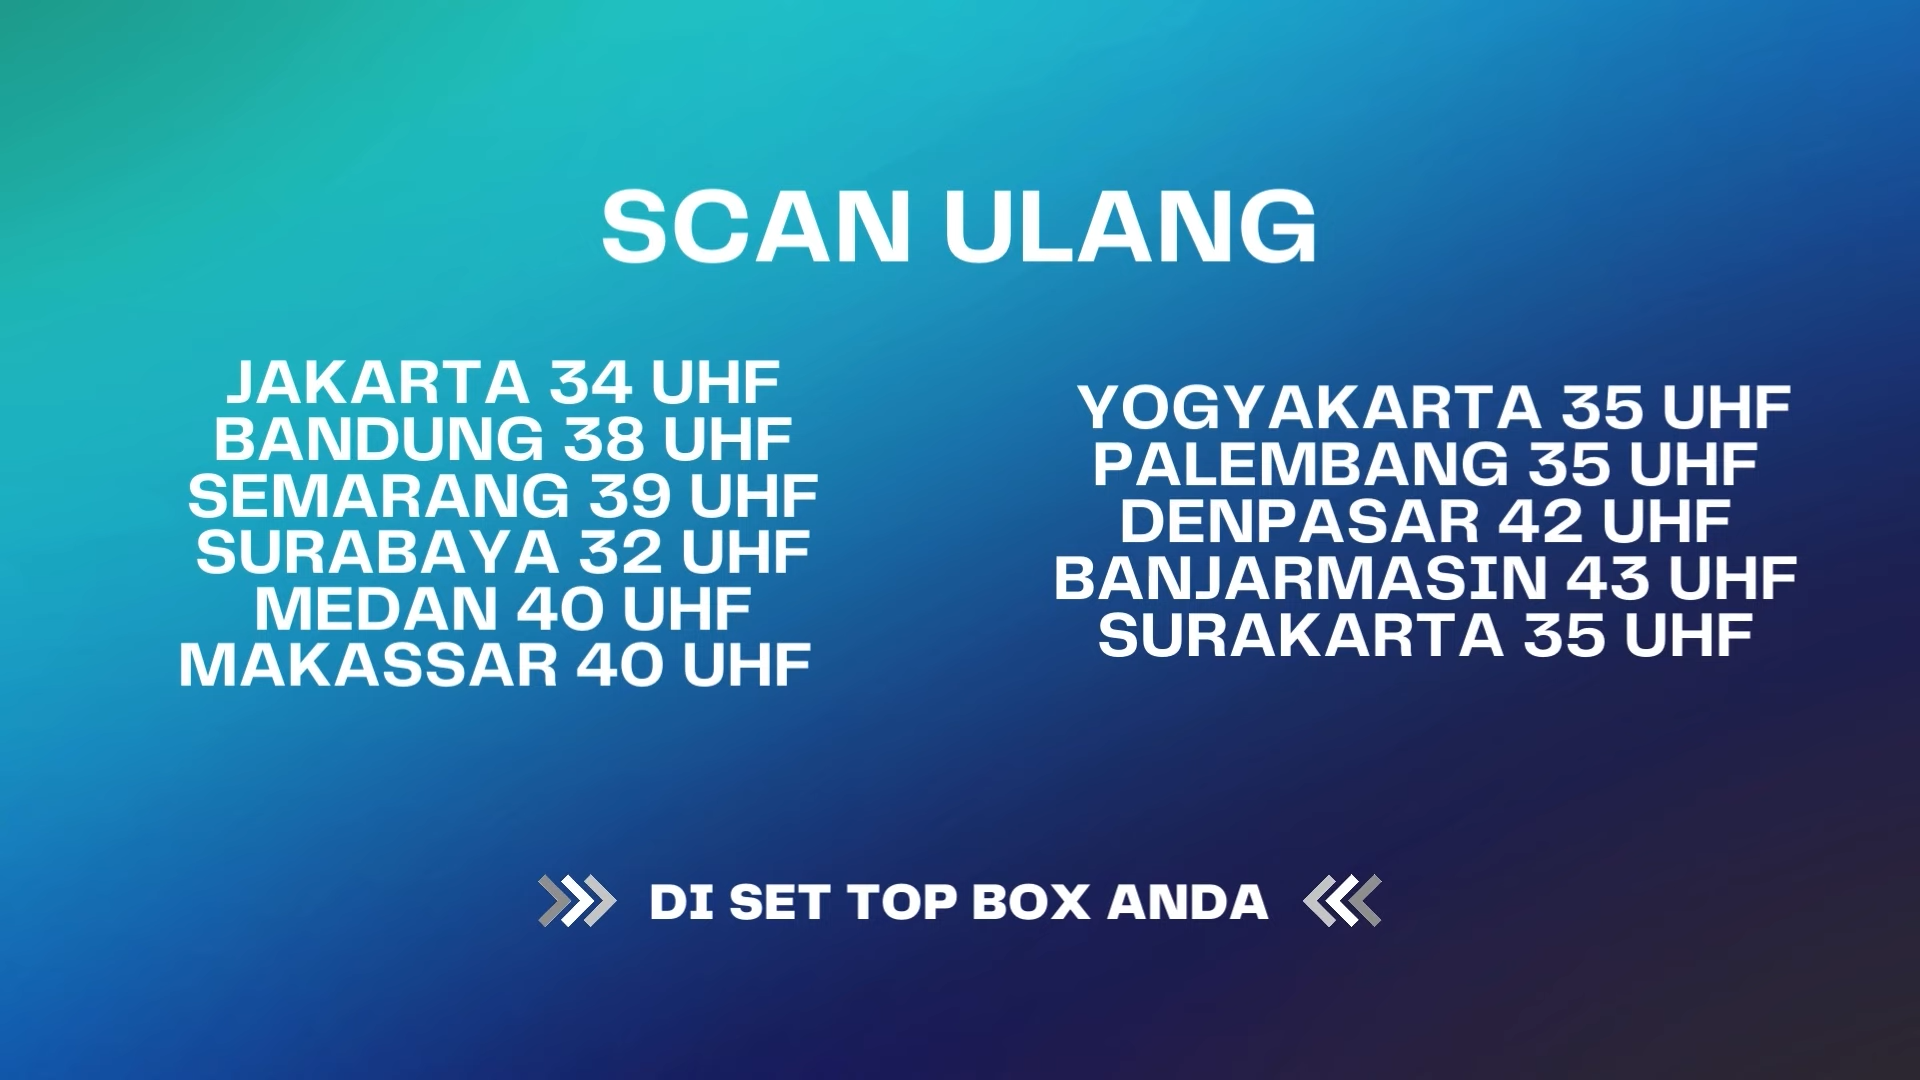 SCAN ULANG
JAKARTA 34 UHF
BANDUNG 38 UHF
SEMARANG 39 UHF
SURABAYA 32 UHF
MEDAN 40 UHF
MAKASSAR 40 UHF
YOGYAKARTA 35 UHF
PALEMBANG 35 UHF
DENPASAR 42 UHF
BANJARMASIN 43 UHF
SURAKARTA 35 UHF
DI SET TOP BOX ANDA